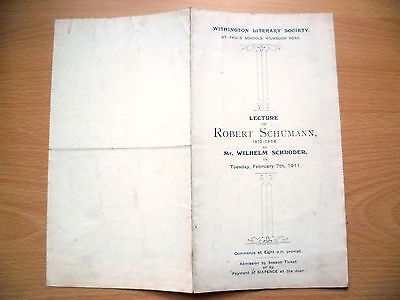 WITHINGTON LITERARY SOCIETY.
ST. PAUL'S SCHOOLS, WILMSLOW ROAD.
LECTURE
ON
ROBERT SCHUMANN,
1810-1856
BY
MR. WILHELM SCHRÖDER,
ON
Tuesday, February 7th, 1911.
Commence at Eight p.m. prompt.
Admission by Season Ticket
or by
Payment of SIXPENCE at the door.